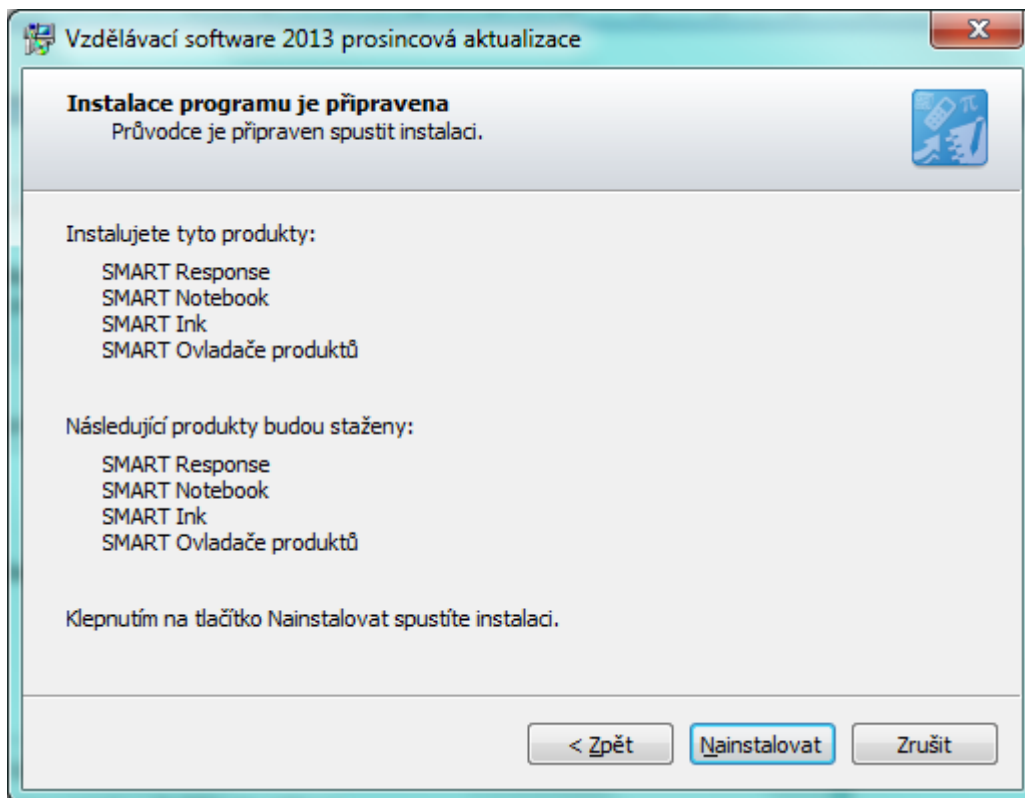 Vzdělávací software 2013 prosincová aktualizace
Instalace programu je připravena
Průvodce je připraven spustit instalaci.
Instalujete tyto produkty:
SMART Response
SMART Notebook
SMART Ink
SMART Ovladače produktů
Následující produkty budou staženy:
SMART Response
SMART Notebook
SMART Ink
SMART Ovladače produktů
Klepnutím na tlačítko Nainstalovat spustíte instalaci.
< Zpět
Nainstalovat
Zrušit